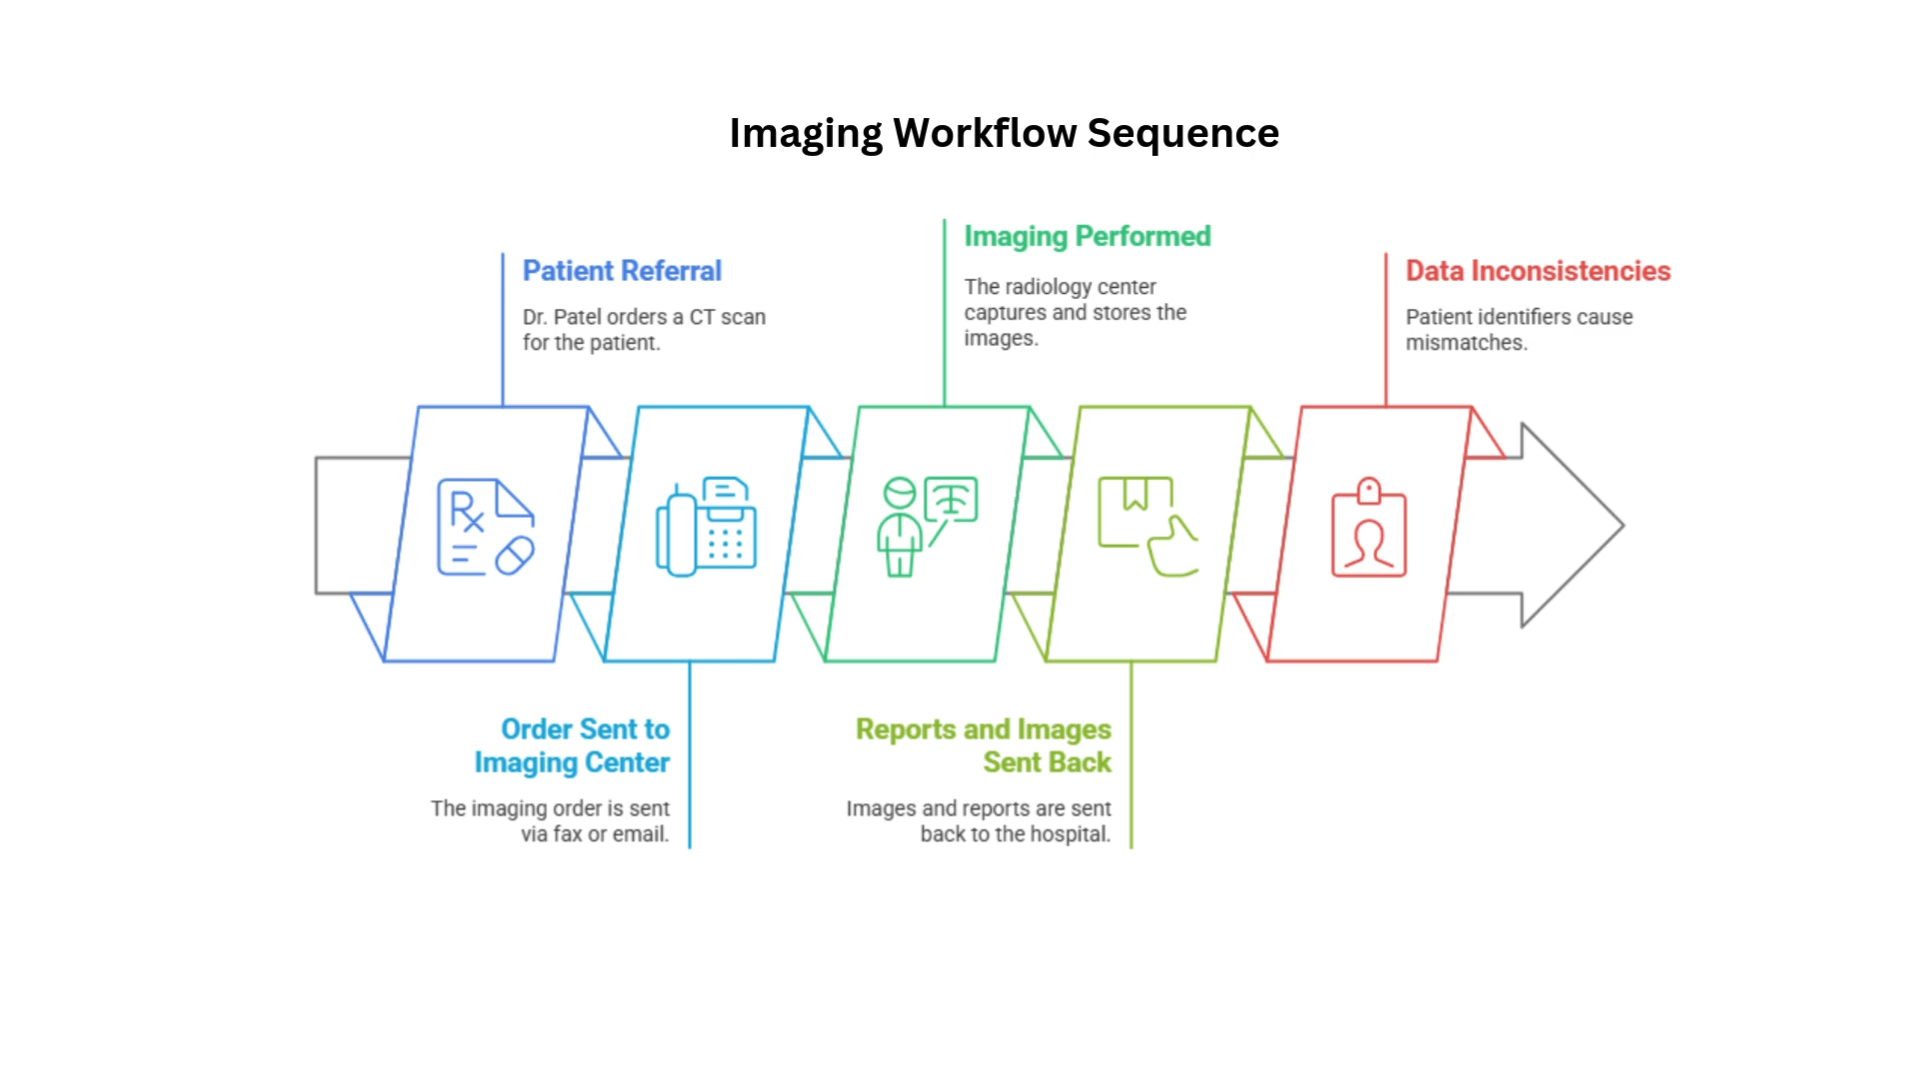 Imaging Workflow Sequence
Patient Referral
Dr. Patel orders a CT scan
for the patient.
Order Sent to
Imaging Center
The imaging order is sent
via fax or email.
Imaging Performed
The radiology center
captures and stores the
images.
Reports and Images
Sent Back
Images and reports are sent
back to the hospital.
Data Inconsistencies
Patient identifiers cause
mismatches.
Rx